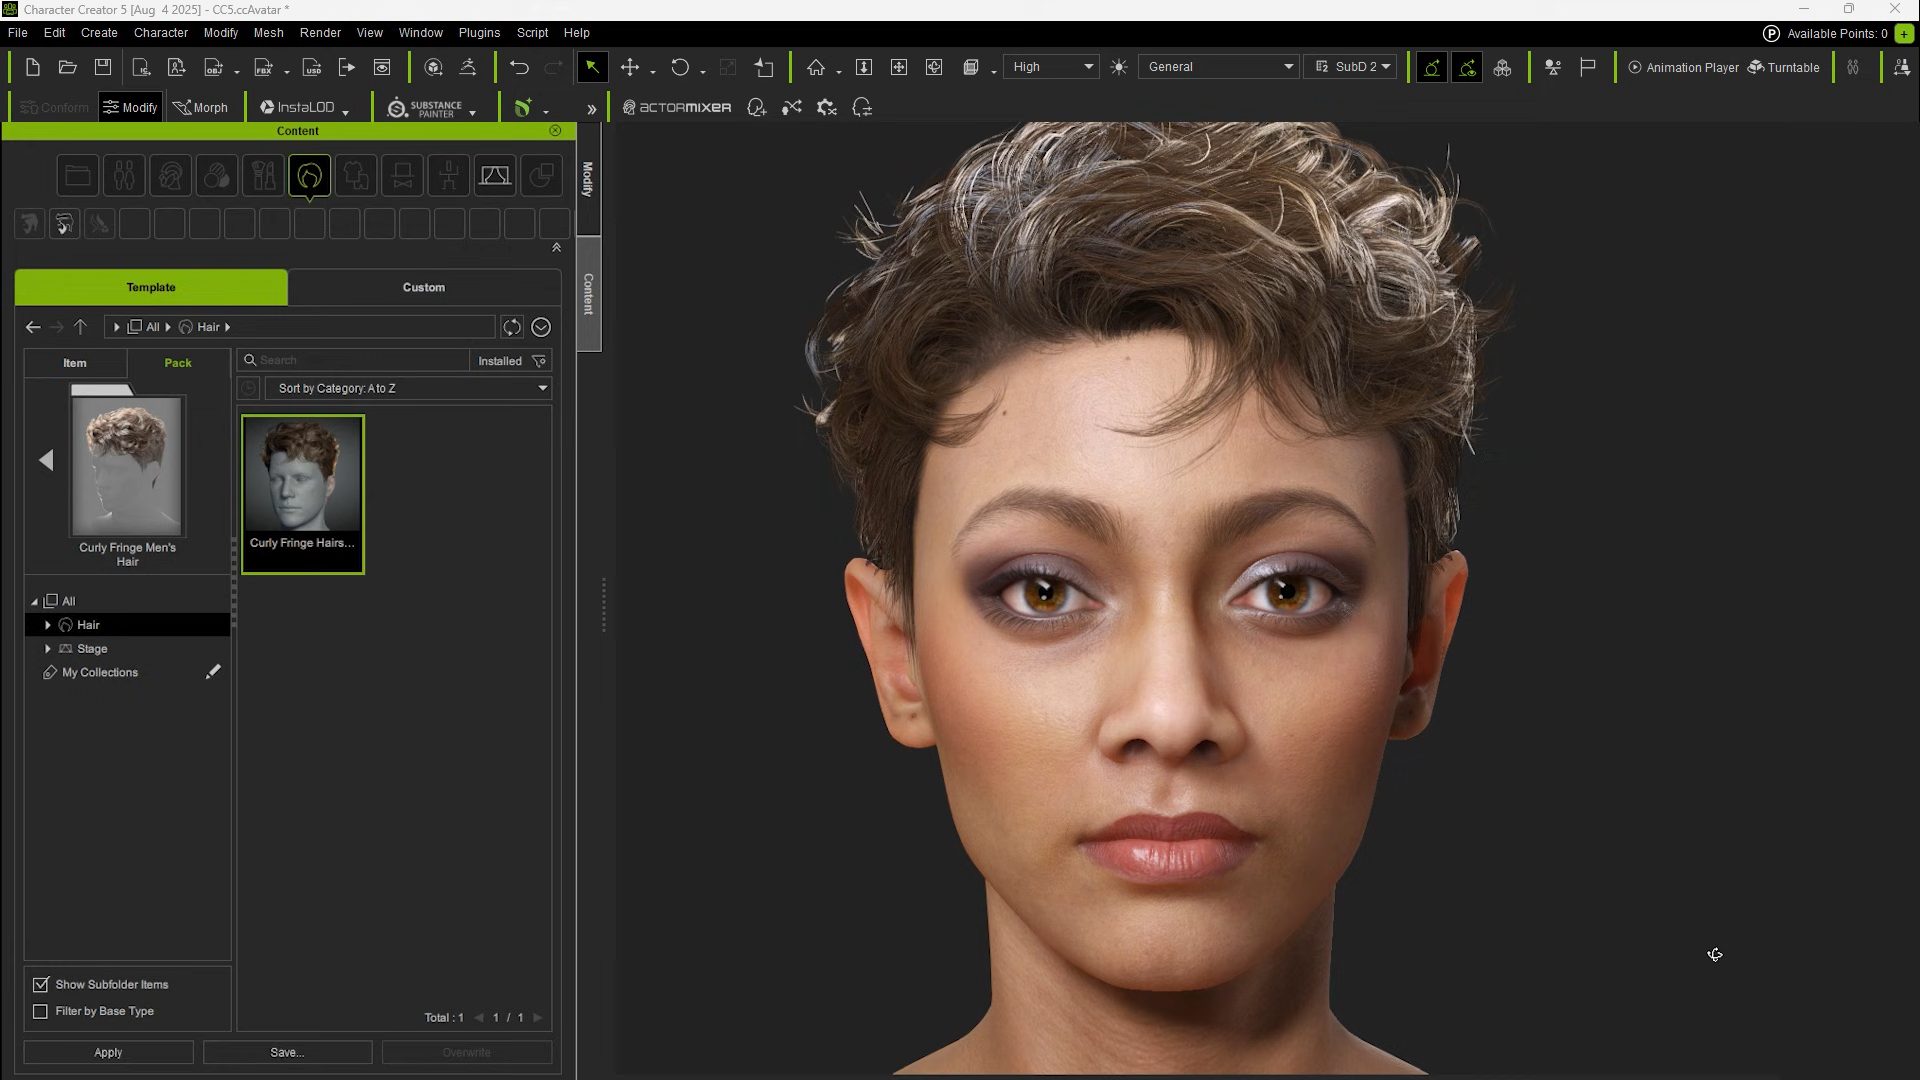 Character Creator 5 [Aug  4 2025] - CC5.ccAvatar *
File Edit Create Character Modify Mesh Render View Window Plugins Script Help
P Available Points: 0 +
OBJ FBX USD High General SubD 2 Animation Player Turntable
Conform Modify Morph InstaLOD SUBSTANCE PAINTER » ACTORMIXER
Content
Modify
Content
Template Custom
All Hair
Item Pack Search Installed
Sort by Category: A to Z
Curly Fringe Men's
Hair
Curly Fringe Hairs...
All
Hair
Stage
My Collections
Show Subfolder Items
Filter by Base Type
Total : 1 1 / 1
Apply Save... Overwrite